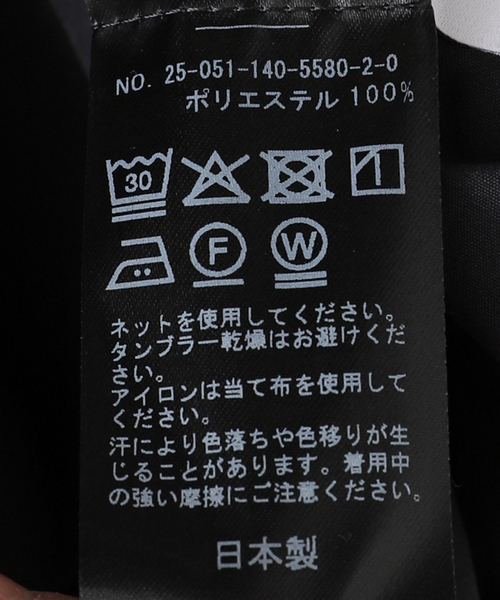 NO. 25-051-140-5580-2-0
ポリエステル 100%
30
F W
ネットを使用してください。
タンブラー乾燥はお避けくだ
さい。
アイロンは当て布を使用して
ください。
汗により色落ちや色移りが生
じることがあります。着用中
の強い摩擦にご注意ください。
日本製